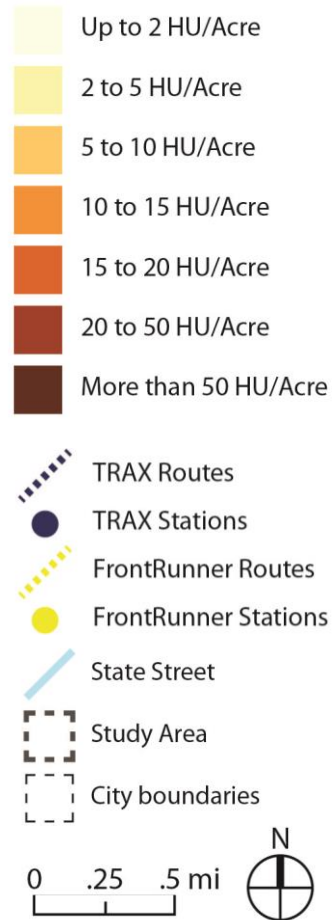 Up to 2 HU/Acre
2 to 5 HU/Acre
5 to 10 HU/Acre
10 to 15 HU/Acre
15 to 20 HU/Acre
20 to 50 HU/Acre
More than 50 HU/Acre
TRAX Routes
TRAX Stations
FrontRunner Routes
FrontRunner Stations
State Street
Study Area
City boundaries
N
0 .25 .5 mi